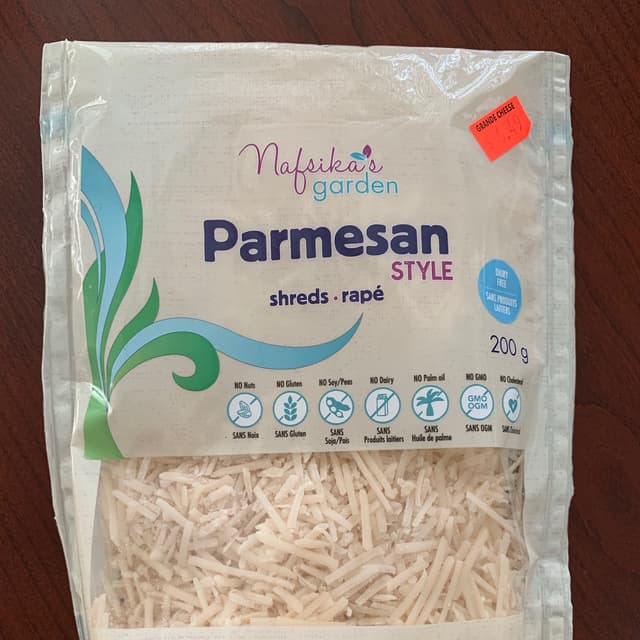 GRANDE CHEESE
Nafsika's
garden
Parmesan
STYLE
shreds • rapé
DAIRY
FREE
SANS PRODUITS
LAITIERS
200 g
NO Nuts
SANS Noix
NO Gluten
SANS Gluten
NO Soy/Peas
SANS
Soja/Pois
NO Dairy
SANS
Produits laitiers
NO Palm oil
SANS
Huile de palme
NO GMO
GMO
OGM
SANS OGM
NO Cholesterol